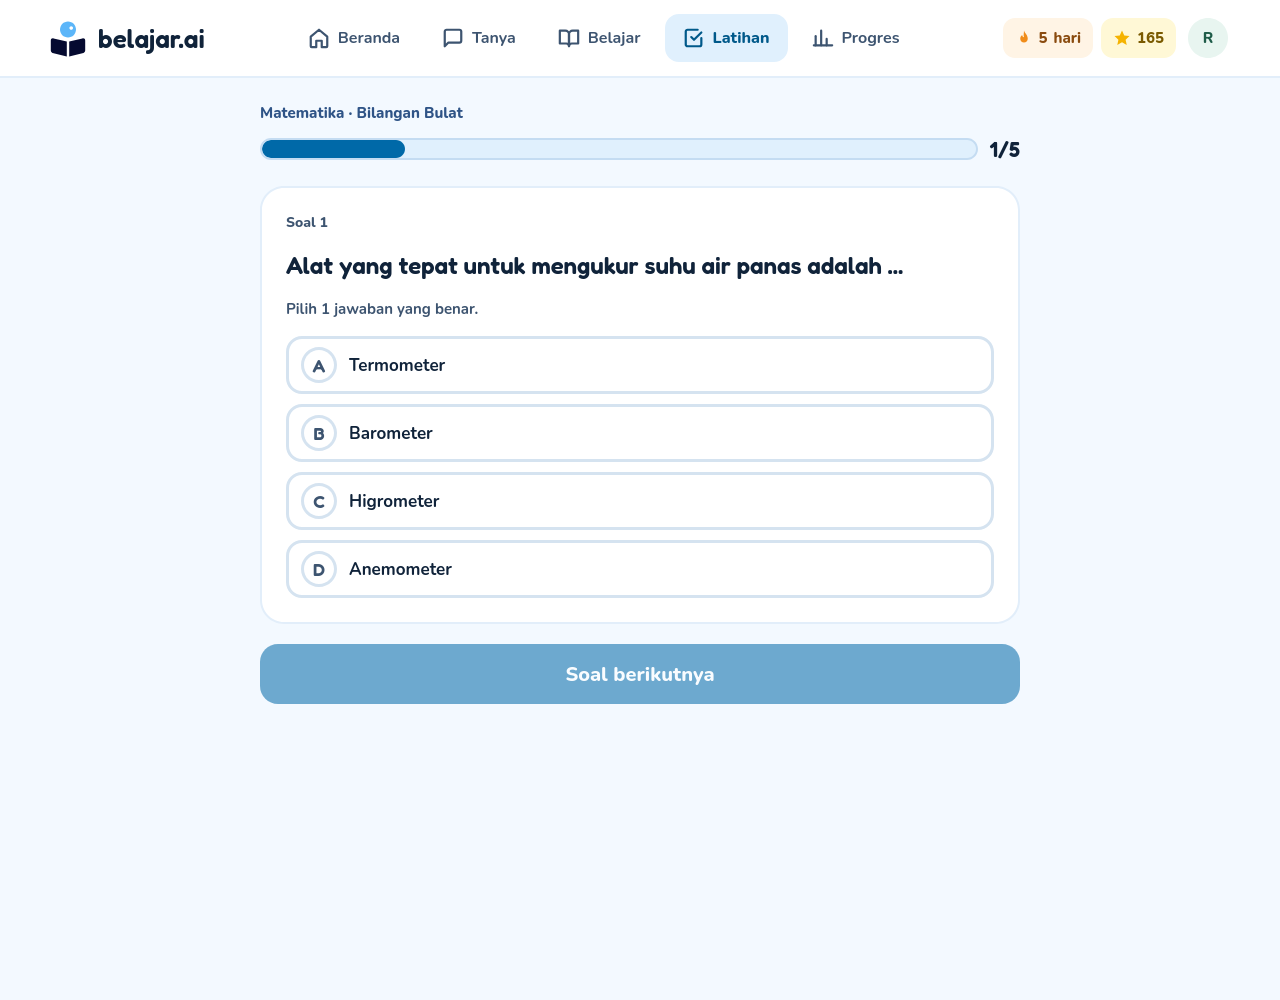 belajar.ai
Beranda
Tanya
Belajar
Latihan
Progres
5 hari
165
R
Matematika · Bilangan Bulat
1/5
Soal 1
Alat yang tepat untuk mengukur suhu air panas adalah ...
Pilih 1 jawaban yang benar.
A Termometer
B Barometer
C Higrometer
D Anemometer
Soal berikutnya